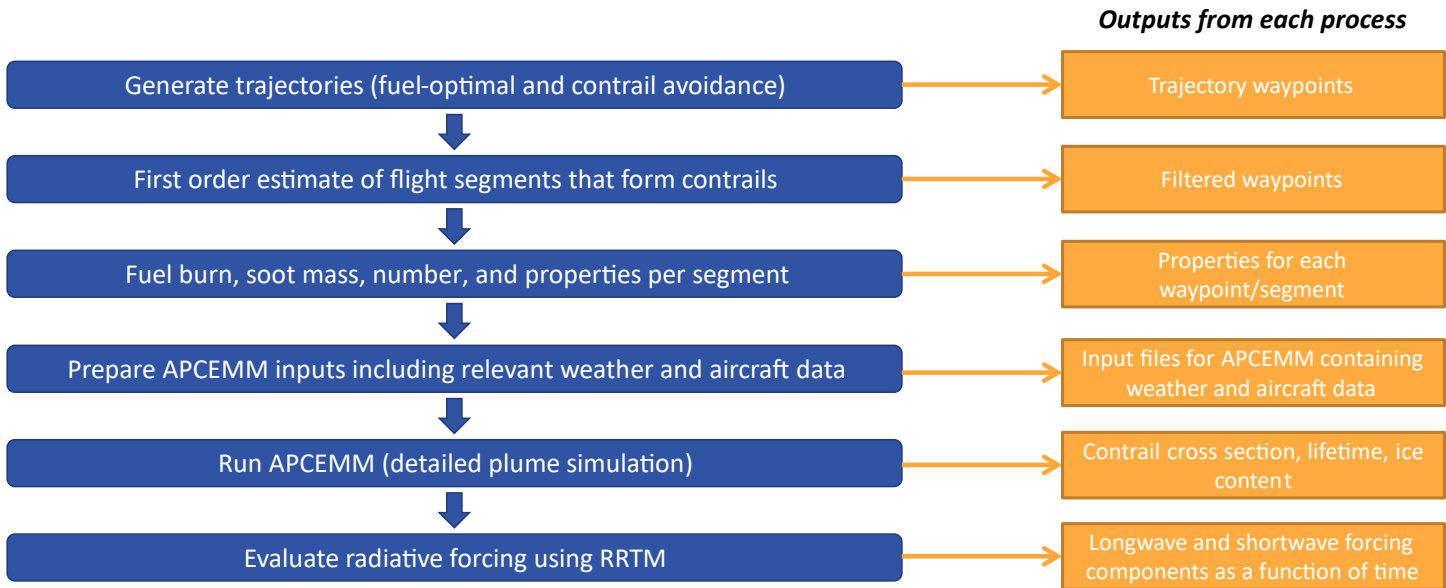 Outputs from each process
Generate trajectories (fuel-optimal and contrail avoidance)
Trajectory waypoints
First order estimate of flight segments that form contrails
Filtered waypoints
Fuel burn, soot mass, number, and properties per segment
Properties for each
waypoint/segment
Prepare APCEMM inputs including relevant weather and aircraft data
Input files for APCEMM containing
weather and aircraft data
Run APCEMM (detailed plume simulation)
Contrail cross section, lifetime, ice
content
Evaluate radiative forcing using RRTM
Longwave and shortwave forcing
components as a function of time